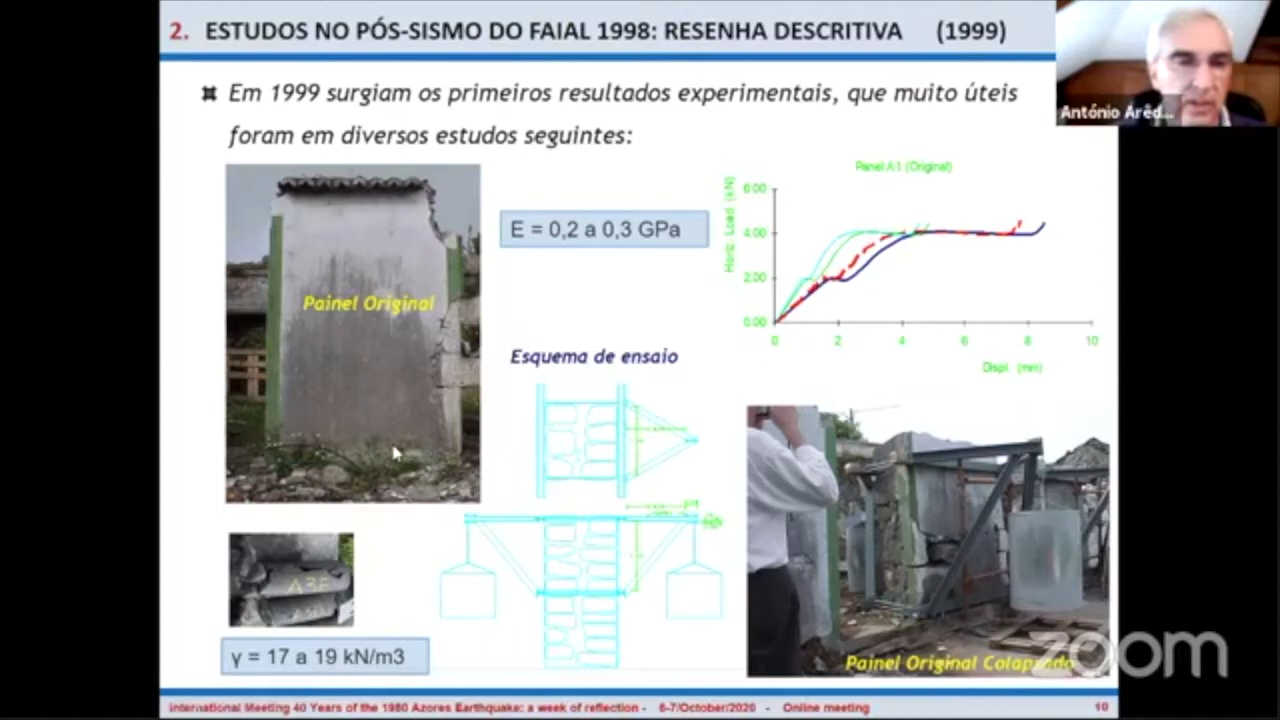 2. ESTUDOS NO PÓS-SISMO DO FAIAL 1998: RESENHA DESCRITIVA (1999)
António Arêd...
Em 1999 surgiam os primeiros resultados experimentais, que muito úteis
foram em diversos estudos seguintes:
Painel Original
E = 0,2 a 0,3 GPa
Panel A1 (Original)
Horiz. Load (kN)
6.00
4.00
2.00
0.00
0 2 4 6 8 10
Displ. (mm)
Esquema de ensaio
γ = 17 a 19 kN/m3
Painel Original Colapsado
zoom
International Meeting 40 Years of the 1980 Azores Earthquake: a week of reflection - 6-7/October/2020 - Online meeting
10